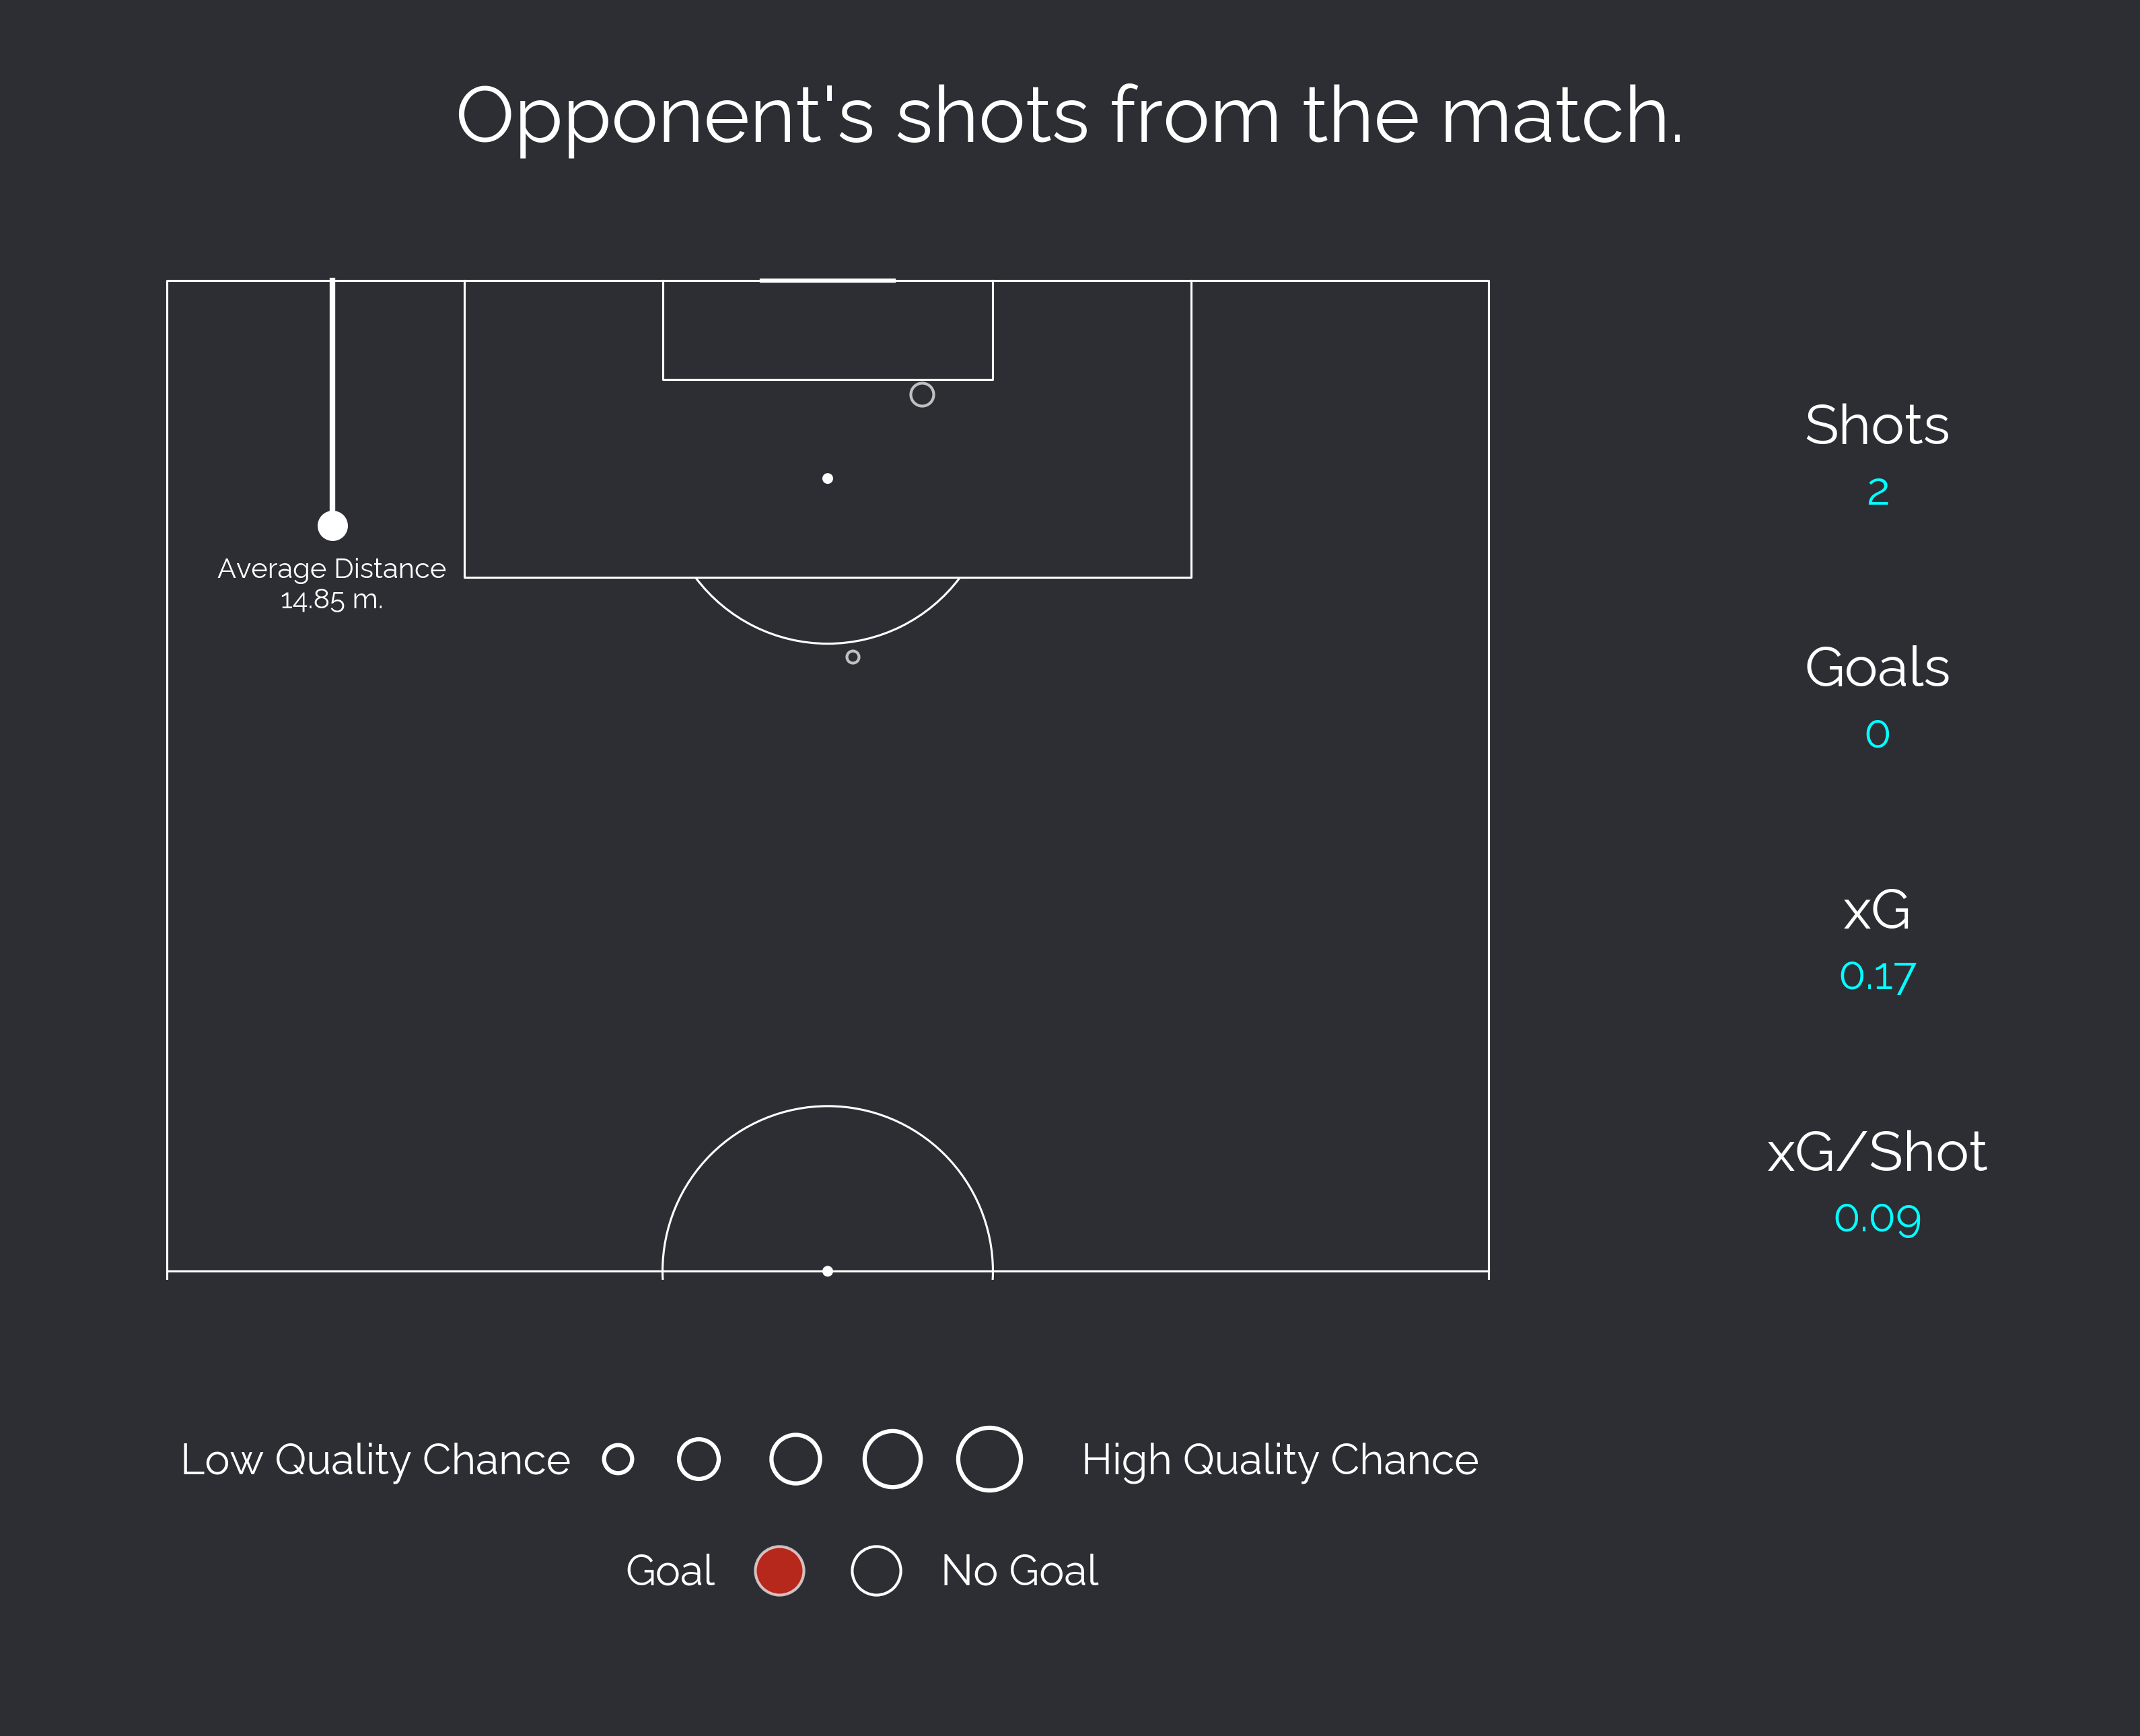 Opponent's shots from the match.
Average Distance
14.85 m.
Shots
2
Goals
0
xG
0.17
xG/Shot
0.09
Low Quality Chance
High Quality Chance
Goal
No Goal